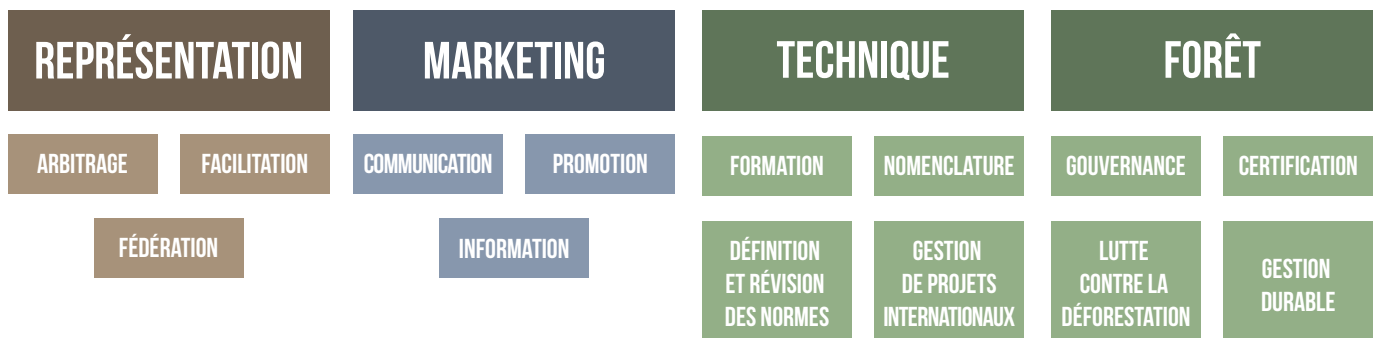 REPRÉSENTATION
ARBITRAGE
FACILITATION
FÉDÉRATION
MARKETING
COMMUNICATION
PROMOTION
INFORMATION
TECHNIQUE
FORMATION
NOMENCLATURE
DÉFINITION
ET RÉVISION
DES NORMES
GESTION
DE PROJETS
INTERNATIONAUX
FORÊT
GOUVERNANCE
CERTIFICATION
LUTTE
CONTRE LA
DÉFORESTATION
GESTION
DURABLE